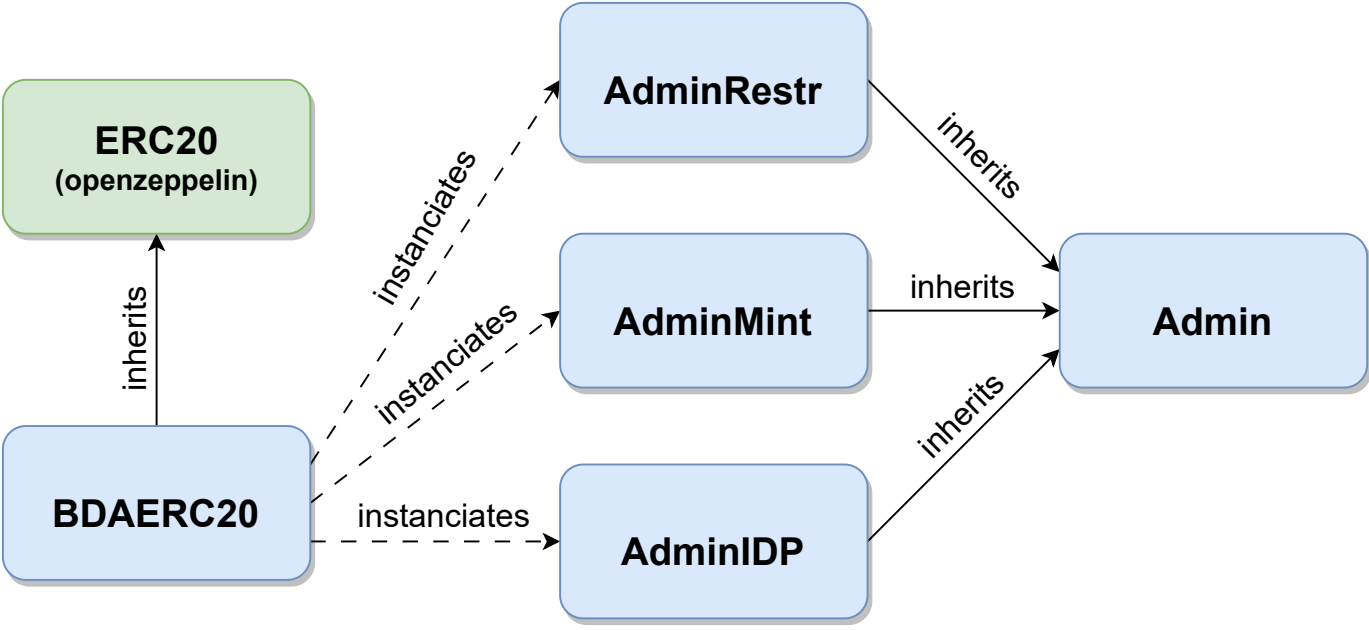 AdminRestr
ERC20
(openzeppelin)
inherits
instanciates
AdminMint
inherits
Admin
instanciates
inherits
inherits
BDAERC20
instanciates
AdminIDP